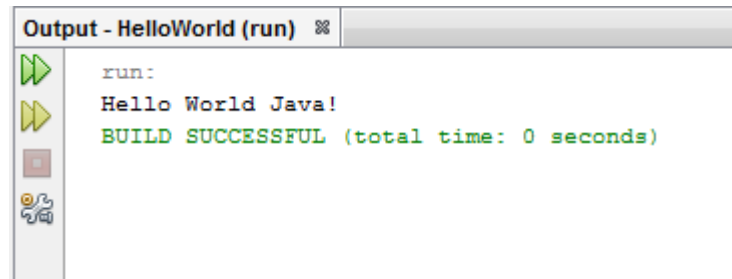 Output - HelloWorld (run)
run:
Hello World Java!
BUILD SUCCESSFUL (total time: 0 seconds)